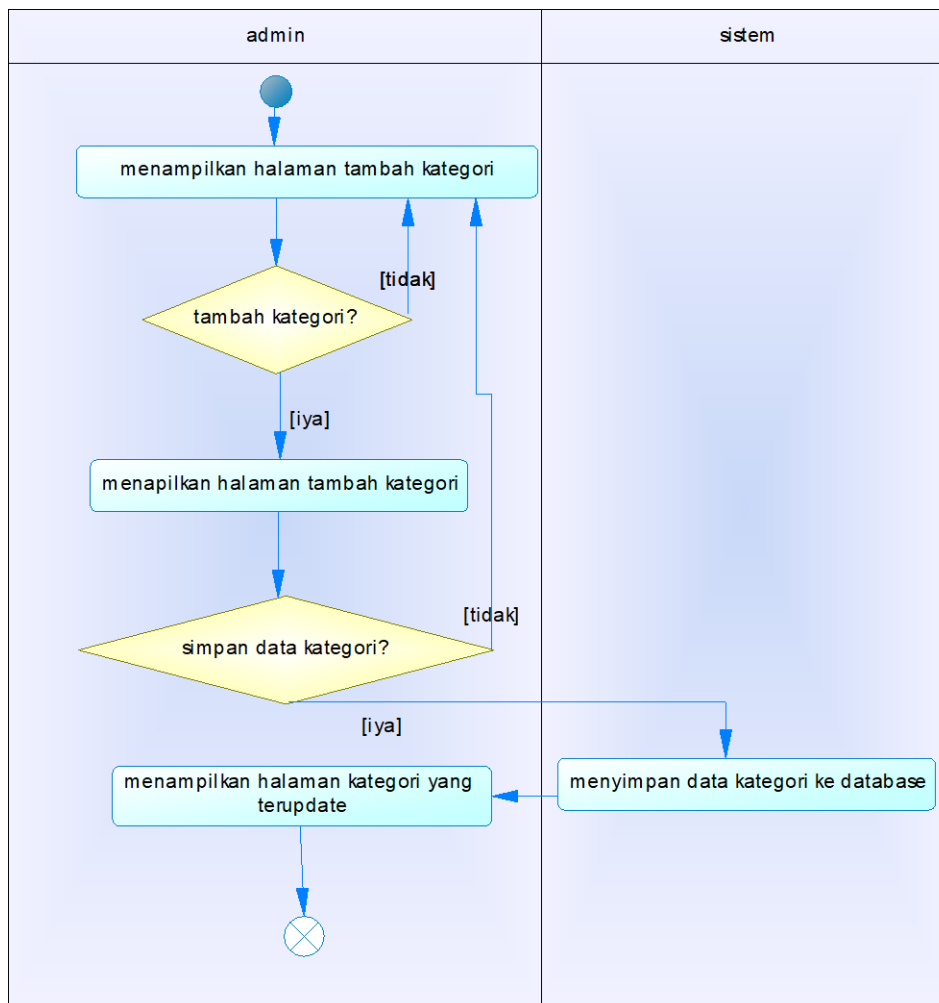 admin
sistem
menampilkan halaman tambah kategori
[tidak]
tambah kategori?
[iya]
menapilkan halaman tambah kategori
[tidak]
simpan data kategori?
[iya]
menampilkan halaman kategori yang
terupdate
menyimpan data kategori ke database